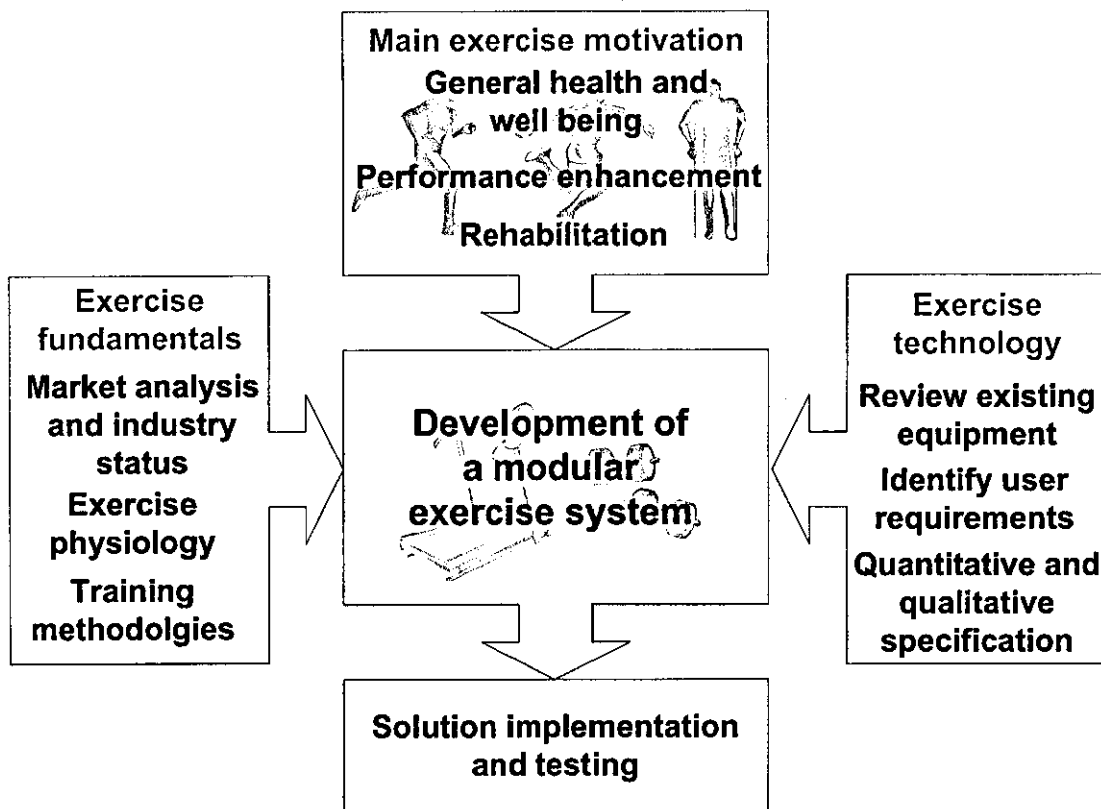 Main exercise motivation
General health and
well being
Performance enhancement
Rehabilitation
Exercise
fundamentals
Market analysis
and industry
status
Exercise
physiology
Training
methodolgies
Development of
a modular
exercise system
Exercise
technology
Review existing
equipment
Identify user
requirements
Quantitative and
qualitative
specification
Solution implementation
and testing